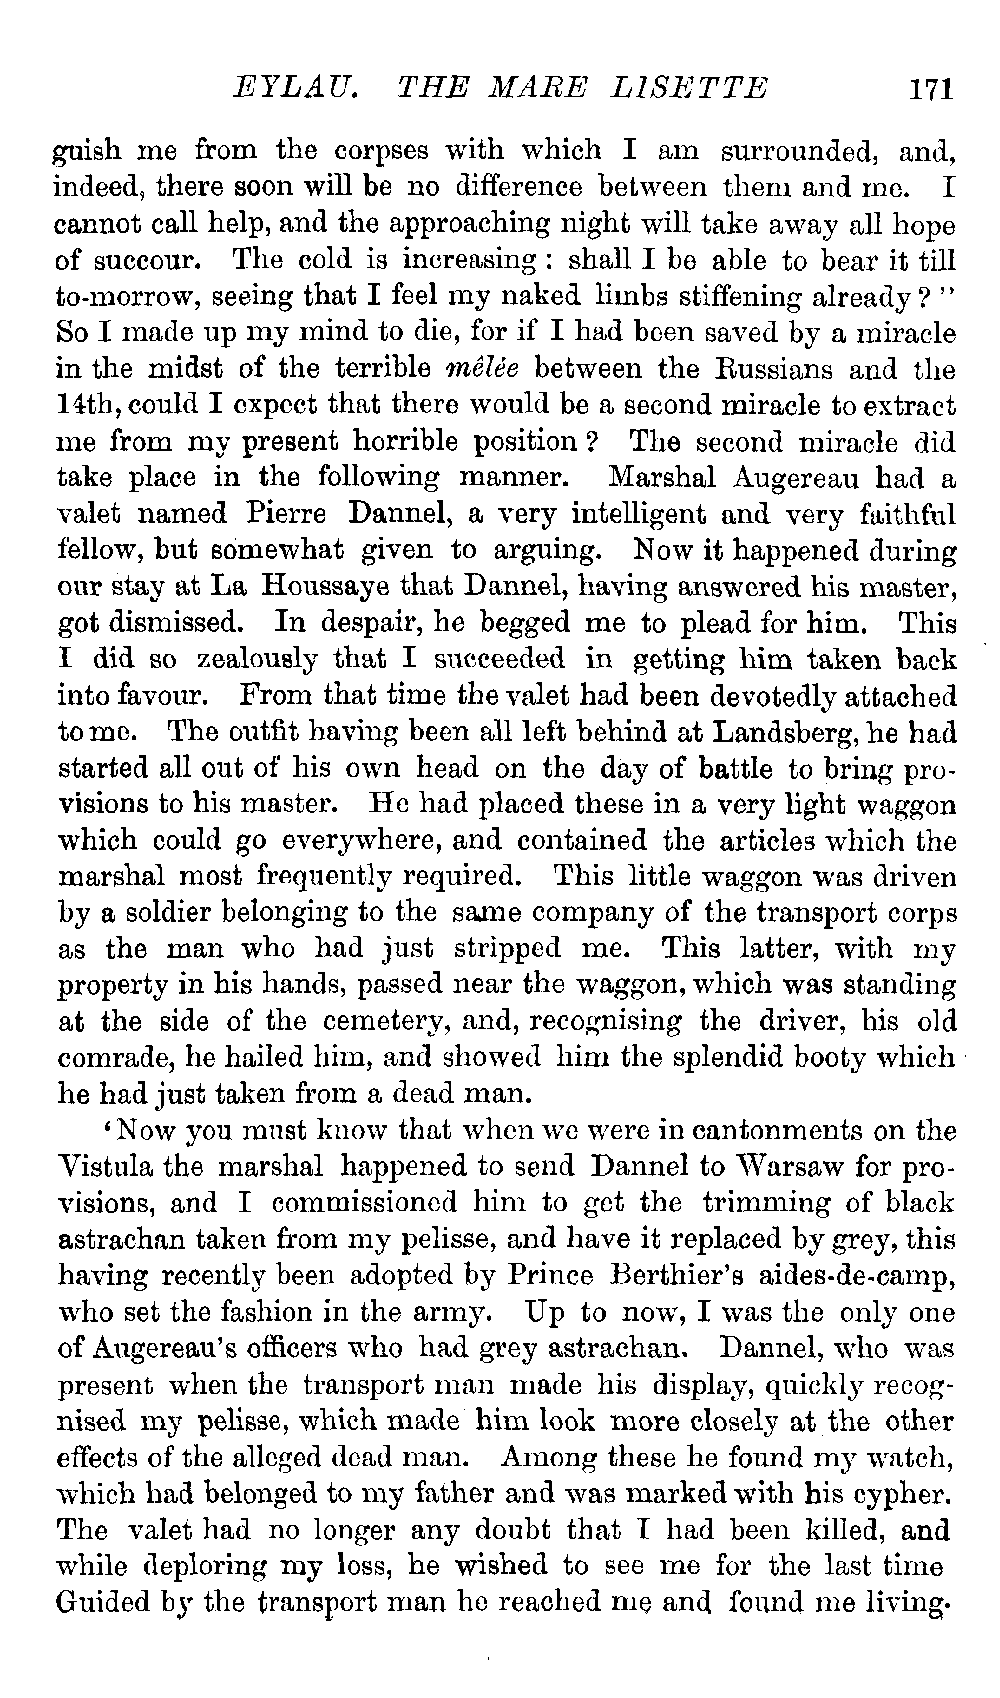 EYLAU. THE MARE LISETTE 171
guish me from the corpses with which I am surrounded, and,
indeed, there soon will be no difference between them and me. I
cannot call help, and the approaching night will take away all hope
of succour. The cold is increasing: shall I be able to bear it till
to-morrow, seeing that I feel my naked limbs stiffening already?"
So I made up my mind to die, for if I had been saved by a miracle
in the midst of the terrible mêlée between the Russians and the
14th, could I expect that there would be a second miracle to extract
me from my present horrible position? The second miracle did
take place in the following manner. Marshal Augereau had a
valet named Pierre Dannel, a very intelligent and very faithful
fellow, but somewhat given to arguing. Now it happened during
our stay at La Houssaye that Dannel, having answered his master,
got dismissed. In despair, he begged me to plead for him. This
I did so zealously that I succeeded in getting him taken back
into favour. From that time the valet had been devotedly attached
to me. The outfit having been all left behind at Landsberg, he had
started all out of his own head on the day of battle to bring pro-
visions to his master. He had placed these in a very light waggon
which could go everywhere, and contained the articles which the
marshal most frequently required. This little waggon was driven
by a soldier belonging to the same company of the transport corps
as the man who had just stripped me. This latter, with my
property in his hands, passed near the waggon, which was standing
at the side of the cemetery, and, recognising the driver, his old
comrade, he hailed him, and showed him the splendid booty which
he had just taken from a dead man.
'Now you must know that when we were in cantonments on the
Vistula the marshal happened to send Dannel to Warsaw for pro-
visions, and I commissioned him to get the trimming of black
astrachan taken from my pelisse, and have it replaced by grey, this
having recently been adopted by Prince Berthier's aides-de-camp,
who set the fashion in the army. Up to now, I was the only one
of Augereau's officers who had grey astrachan. Dannel, who was
present when the transport man made his display, quickly recog-
nised my pelisse, which made him look more closely at the other
effects of the alleged dead man. Among these he found my watch,
which had belonged to my father and was marked with his cypher.
The valet had no longer any doubt that I had been killed, and
while deploring my loss, he wished to see me for the last time
Guided by the transport man he reached me and found me living.